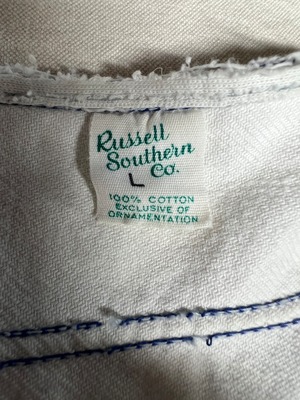 Russell
Southern
Co.
L
100% COTTON
EXCLUSIVE OF
ORNAMENTATION